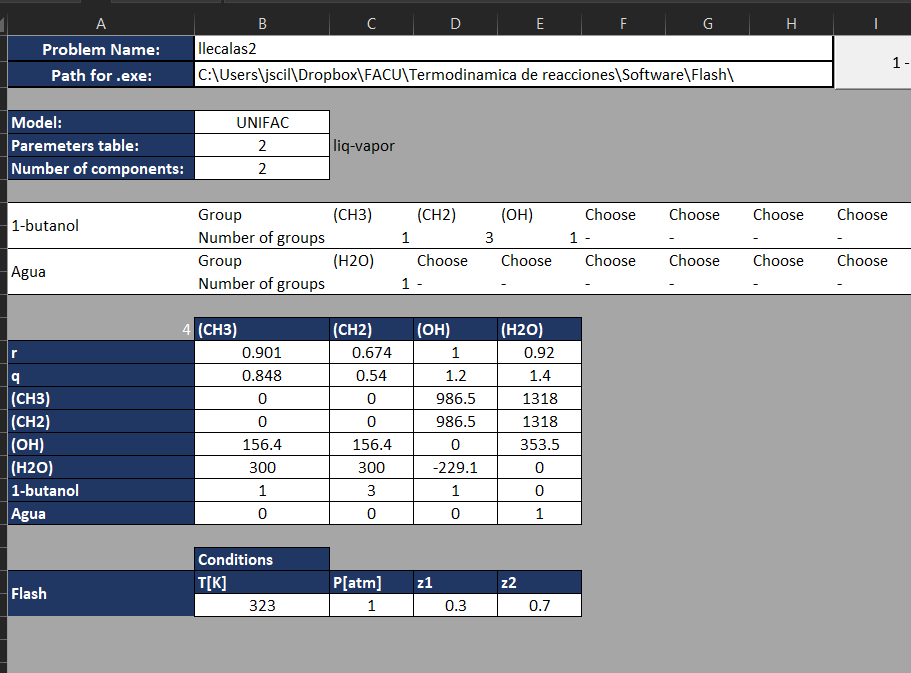 A B C D E F G H I
Problem Name: llecalas2
Path for .exe: C:\Users\jscil\Dropbox\FACU\Termodinamica de reacciones\Software\Flash\ 1 -
Model: UNIFAC
Paremeters table: 2 liq-vapor
Number of components: 2
1-butanol Group (CH3) (CH2) (OH) Choose Choose Choose Choose
Number of groups 1 3 1 - - - -
Agua Group (H2O) Choose Choose Choose Choose Choose Choose
Number of groups 1 - - - - - -
4 (CH3) (CH2) (OH) (H2O)
r 0.901 0.674 1 0.92
q 0.848 0.54 1.2 1.4
(CH3) 0 0 986.5 1318
(CH2) 0 0 986.5 1318
(OH) 156.4 156.4 0 353.5
(H2O) 300 300 -229.1 0
1-butanol 1 3 1 0
Agua 0 0 0 1
Conditions
Flash T[K] P[atm] z1 z2
323 1 0.3 0.7